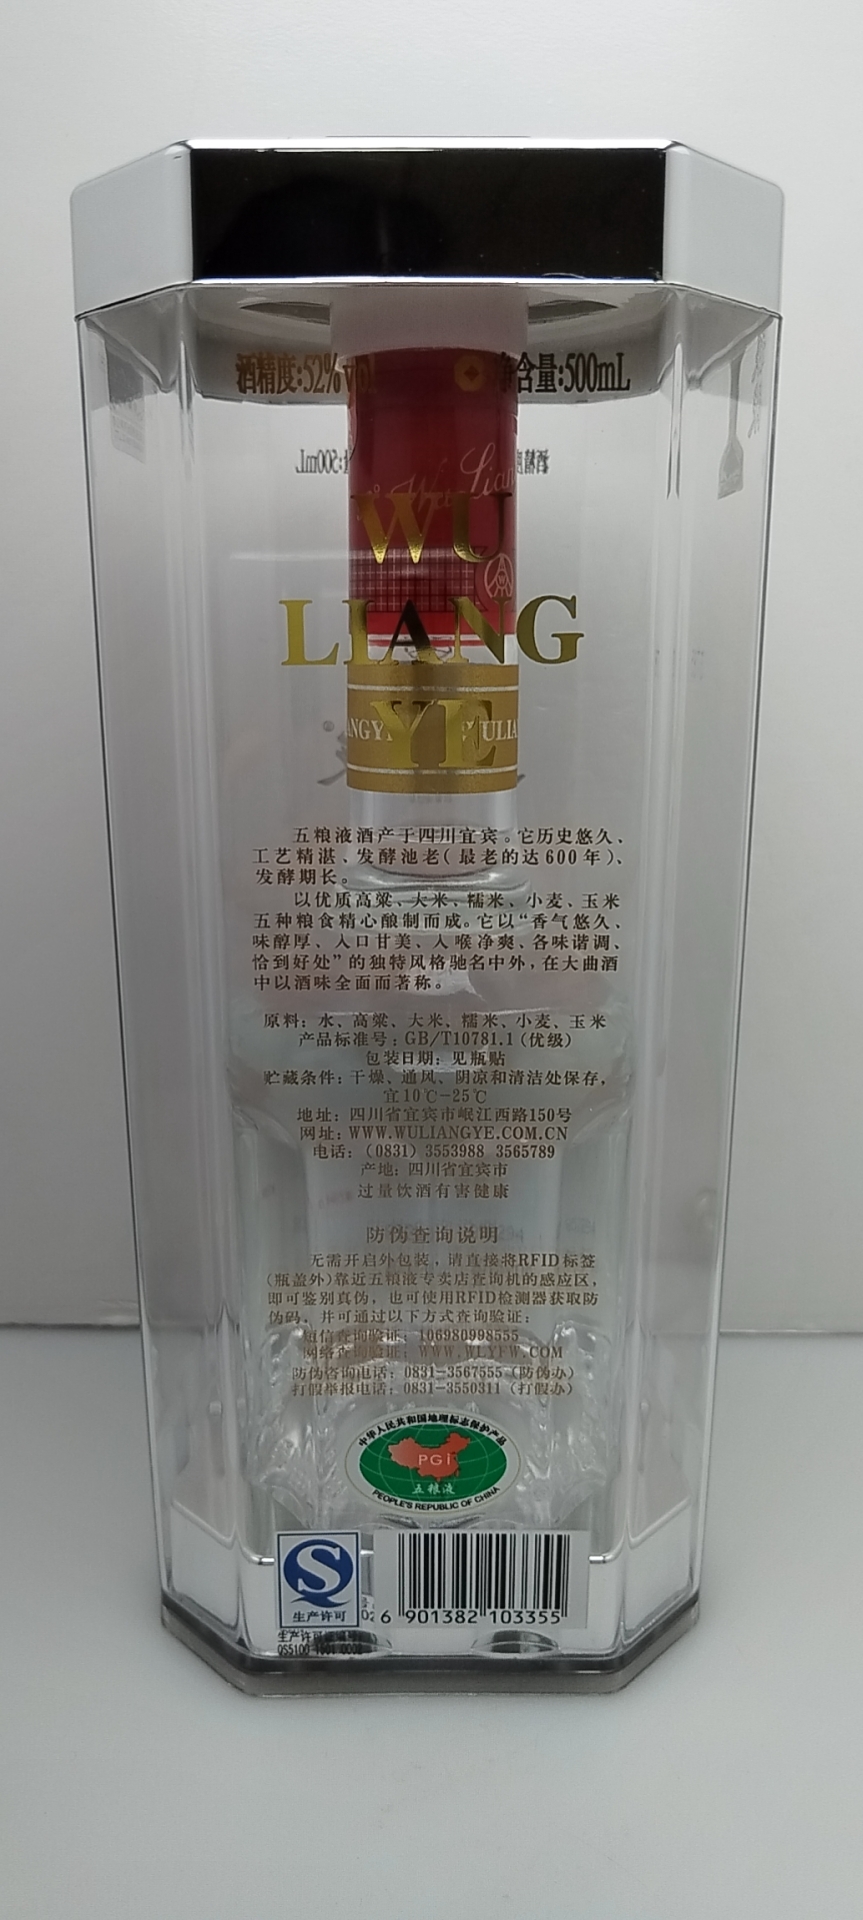 酒精度:52%vol
净含量:500mL
WU
LIANG
YE
五粮液酒产于四川宜宾。它历史悠久、
工艺精湛、发酵池老(最老的达600年)、
发酵期长。
以优质高粱、大米、糯米、小麦、玉米
五种粮食精心酿制而成。它以“香气悠久、
味醇厚、入口甘美、入喉净爽、各味谐调、
恰到好处”的独特风格驰名中外,在大曲酒
中以酒味全面而著称。
原料:水、高粱、大米、糯米、小麦、玉米
产品标准号:GB/T10781.1(优级)
包装日期:见瓶贴
贮藏条件:干燥、通风、阴凉和清洁处保存,
宜10℃-25℃
地址:四川省宜宾市岷江西路150号
网址:WWW.WULIANGYE.COM.CN
电话:(0831)3553988 3565789
产地:四川省宜宾市
过量饮酒有害健康
防伪查询说明
无需开启外包装,请直接将RFID标签
(瓶盖外)靠近五粮液专卖店查询机的感应区,
即可鉴别真伪,也可使用RFID检测器获取防
伪码,并可通过以下方式查询验证:
短信查询验证:106980998555
网络查询验证:WWW.WLYFW.COM
防伪咨询电话:0831-3567555(防伪办)
打假举报电话:0831-3550311(打假办)
中华人民共和国地理标志保护产品
PGI
五粮液
PEOPLE'S REPUBLIC OF CHINA
生产许可
6 901382 103355
生产许可证编号:
QS5100 1501 0002